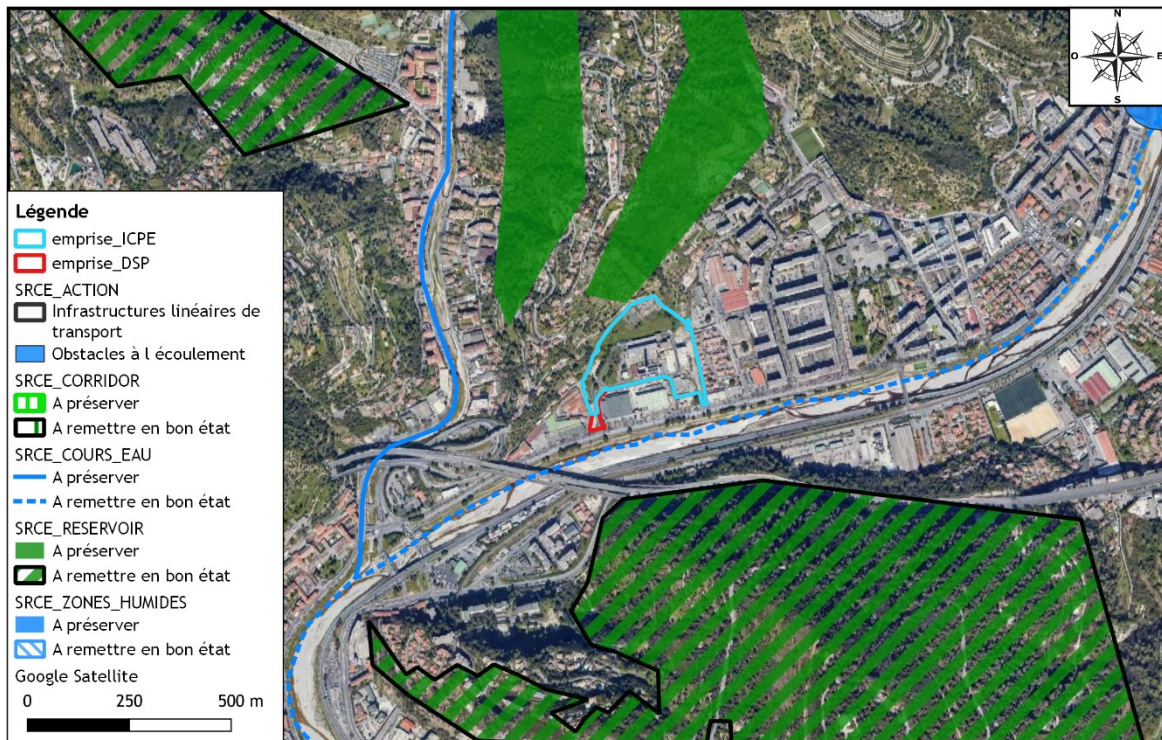 N
O E
S
Légende
emprise_ICPE
emprise_DSP
SRCE_ACTION
Infrastructures linéaires de
transport
Obstacles à l écoulement
SRCE_CORRIDOR
A préserver
A remettre en bon état
SRCE_COURS_EAU
A préserver
A remettre en bon état
SRCE_RESERVOIR
A préserver
A remettre en bon état
SRCE_ZONES_HUMIDES
A préserver
A remettre en bon état
Google Satellite
0 250 500 m